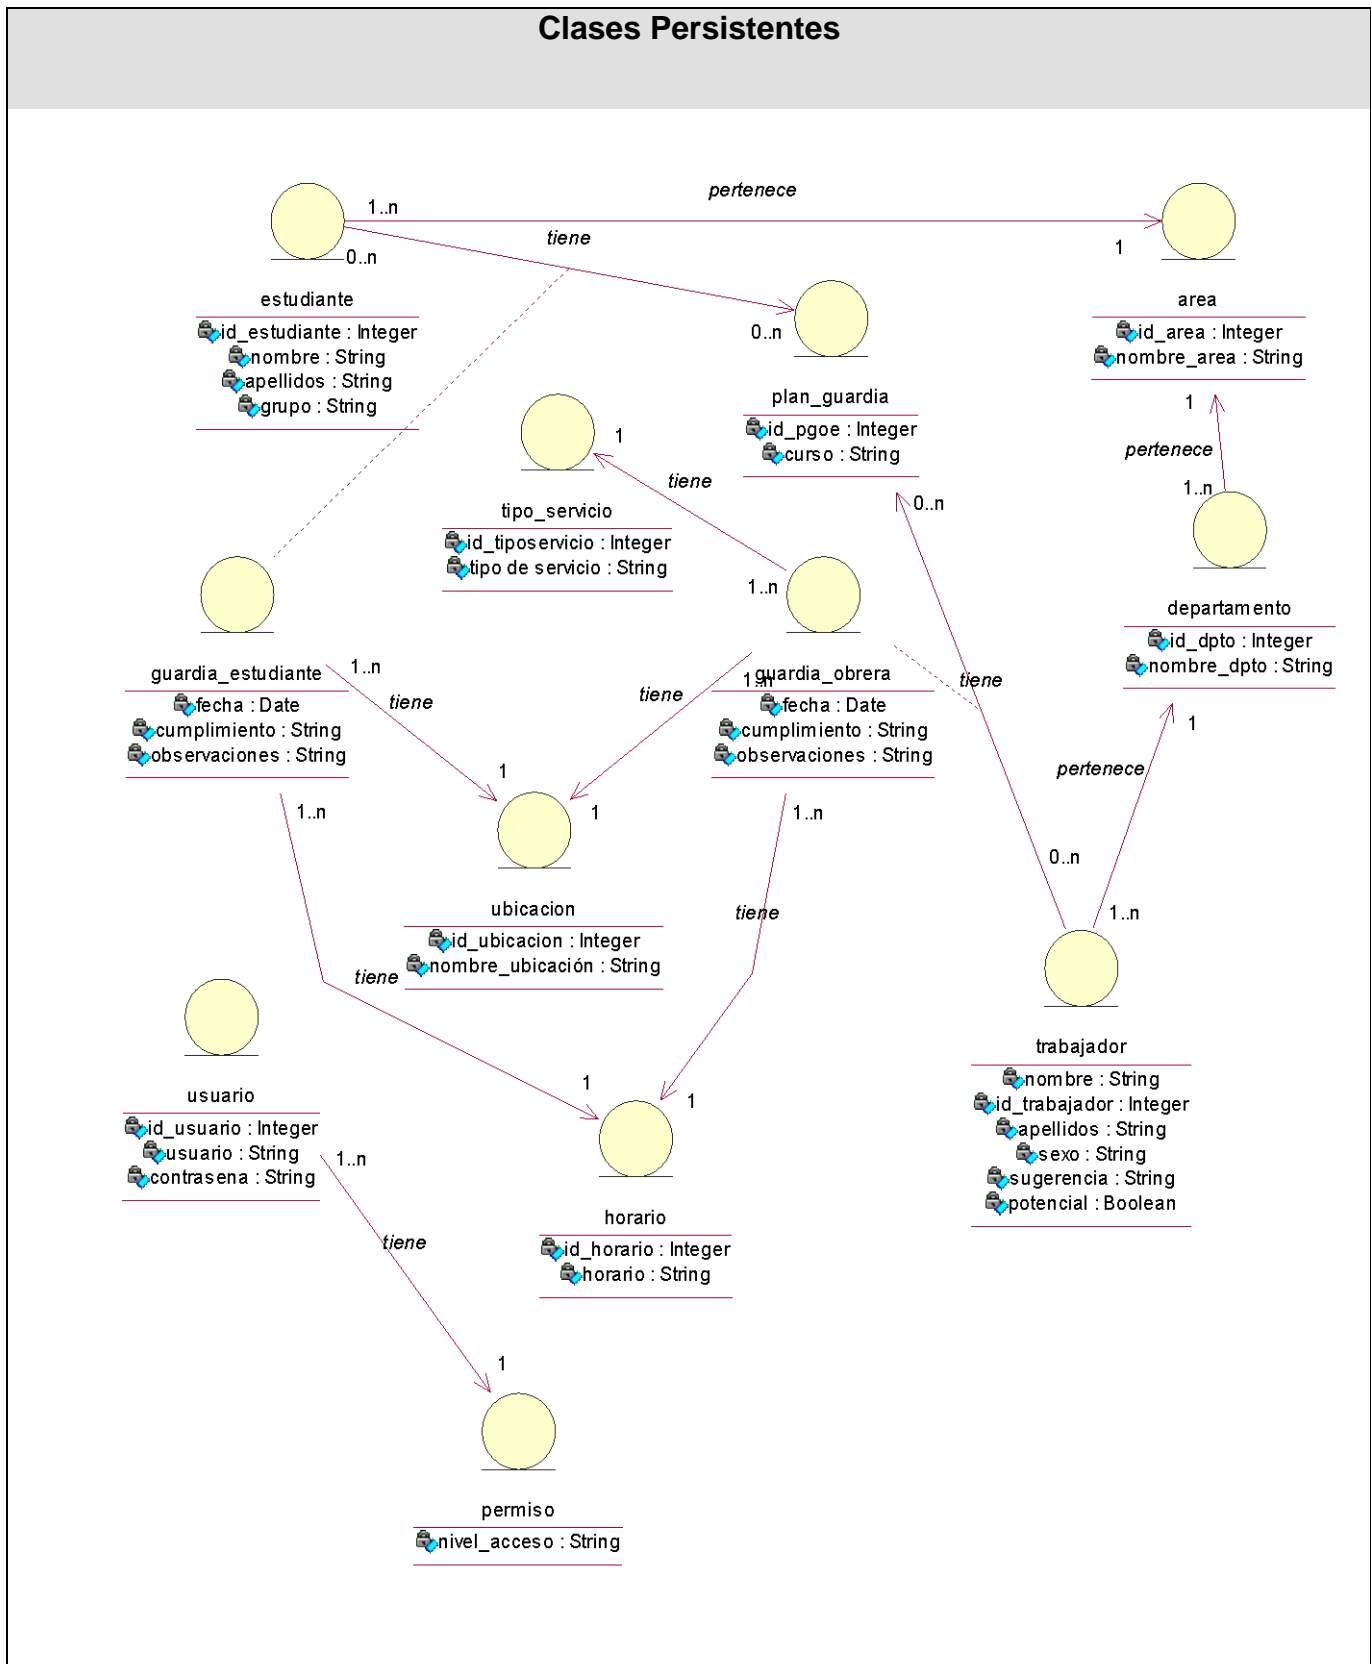 Clases Persistentes
pertenece
1..n
1
tiene
0..n
0..n
estudiante
id_estudiante : Integer
nombre : String
apellidos : String
grupo : String
area
id_area : Integer
nombre_area : String
plan_guardia
id_pgoe : Integer
curso : String
1
pertenece
1..n
1
tiene
0..n
tipo_servicio
id_tiposervicio : Integer
tipo de servicio : String
1..n
departamento
id_dpto : Integer
nombre_dpto : String
guardia_estudiante
fecha : Date
cumplimiento : String
observaciones : String
1..n
tiene
tiene
1..n
guardia_obrera
fecha : Date
cumplimiento : String
observaciones : String
tiene
1
pertenece
1
1
1..n
1..n
0..n
1..n
ubicacion
id_ubicacion : Integer
nombre_ubicación : String
tiene
tiene
trabajador
nombre : String
id_trabajador : Integer
apellidos : String
sexo : String
sugerencia : String
potencial : Boolean
1
1
usuario
id_usuario : Integer
usuario : String
contrasena : String
1..n
horario
id_horario : Integer
horario : String
tiene
1
permiso
nivel_acceso : String